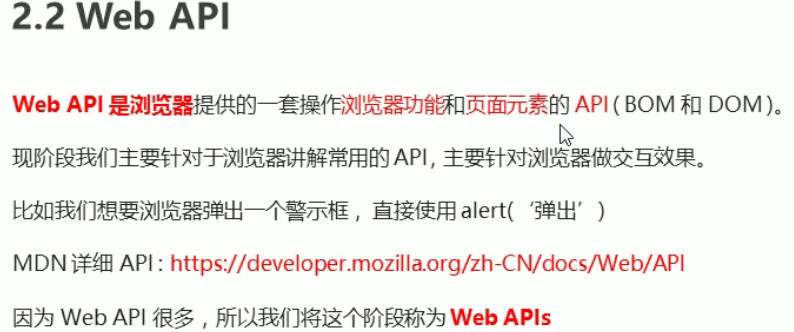 2.2 Web API
Web API 是浏览器提供的一套操作浏览器功能和页面元素的 API ( BOM 和 DOM )。
现阶段我们主要针对于浏览器讲解常用的 API , 主要针对浏览器做交互效果。
比如我们想要浏览器弹出一个警示框 ， 直接使用 alert( ‘弹出’ )
MDN 详细 API : https://developer.mozilla.org/zh-CN/docs/Web/API
因为 Web API 很多 ，所以我们将这个阶段称为 Web APIs